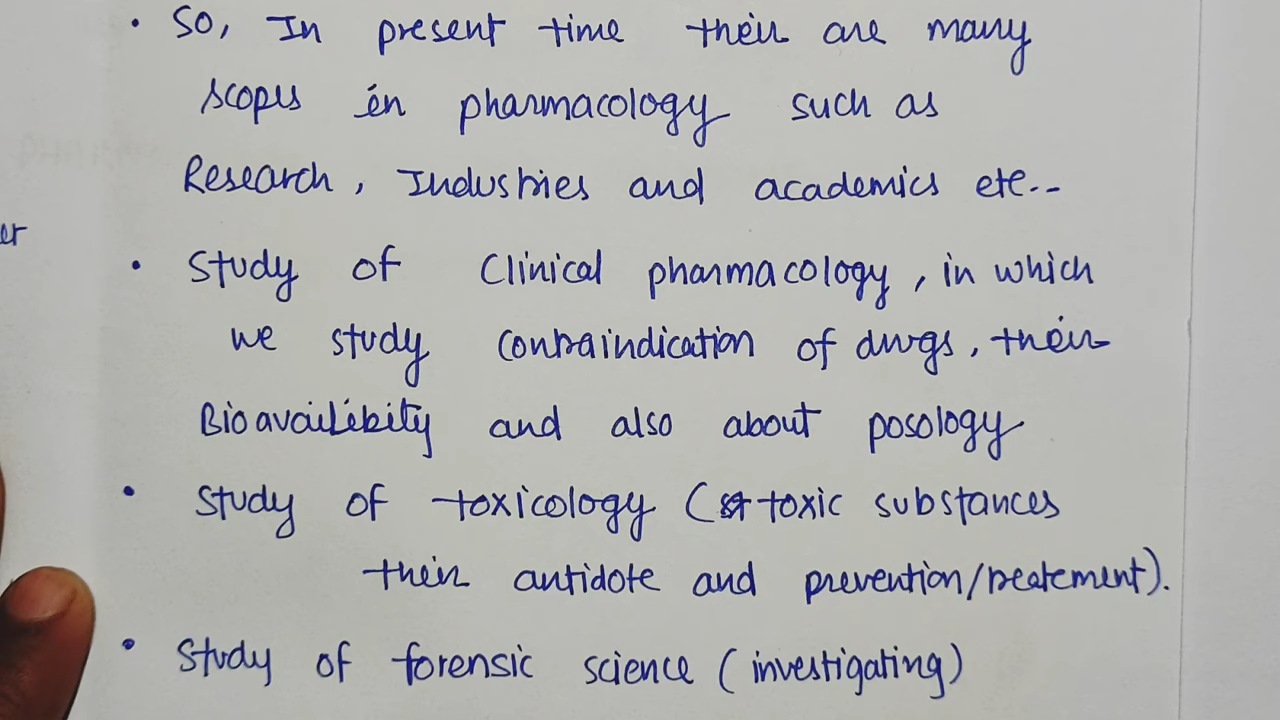 • So, In present time their are many
scopes in pharmacology such as
Research, Industries and academics etc..
• Study of Clinical pharmacology, in which
we study contraindication of drugs, their
Bioavailibity and also about posology
• Study of toxicology (toxic substances
their antidote and prevention/treatement).
• Study of forensic science (investigating)
er